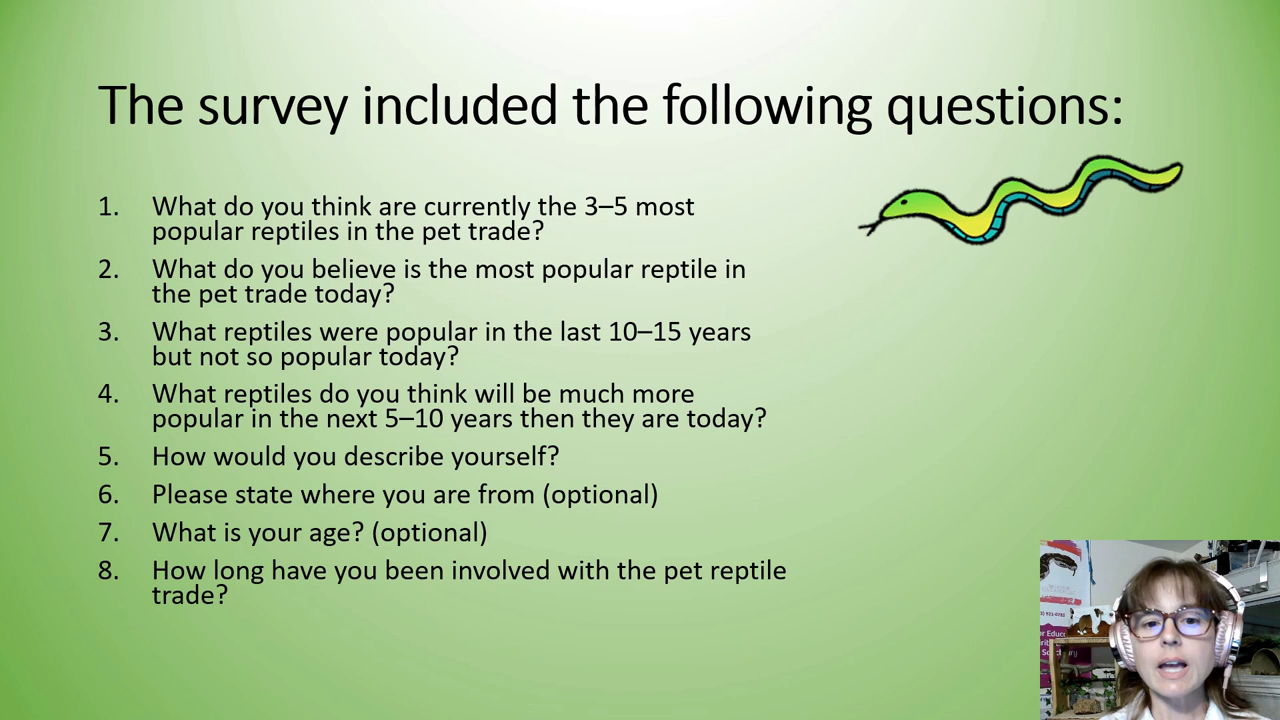 The survey included the following questions:
1. What do you think are currently the 3–5 most
popular reptiles in the pet trade?
2. What do you believe is the most popular reptile in
the pet trade today?
3. What reptiles were popular in the last 10–15 years
but not so popular today?
4. What reptiles do you think will be much more
popular in the next 5–10 years then they are today?
5. How would you describe yourself?
6. Please state where you are from (optional)
7. What is your age? (optional)
8. How long have you been involved with the pet reptile
trade?